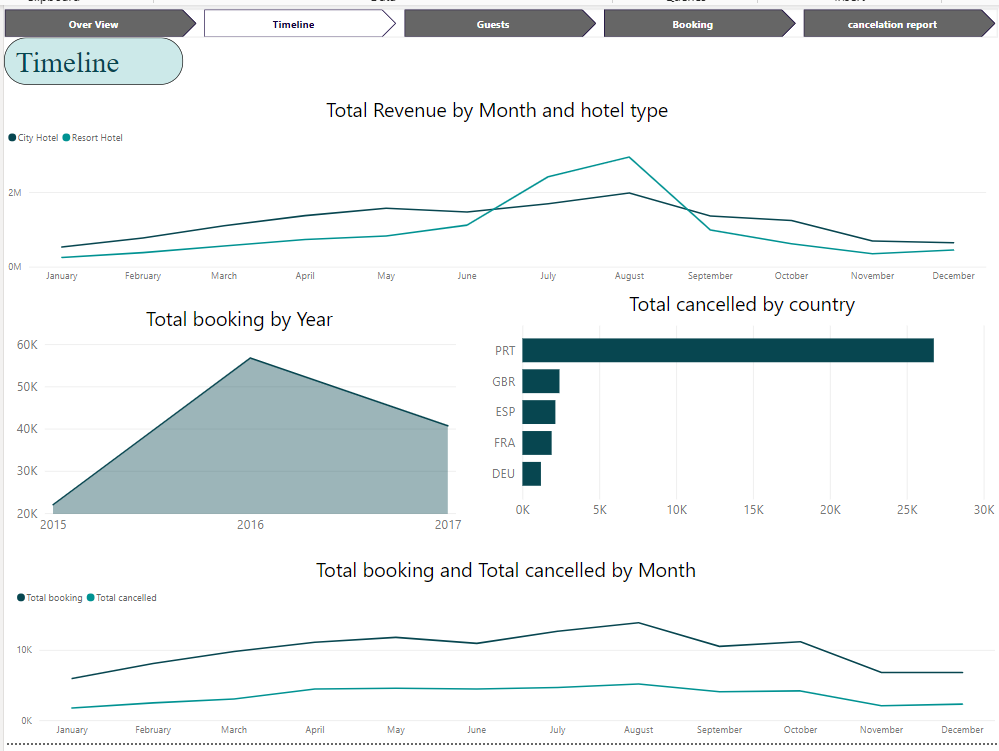 Over View Timeline Guests Booking cancelation report
Timeline
Total Revenue by Month and hotel type
City Hotel Resort Hotel
2M
0M
January February March April May June July August September October November December
Total booking by Year
60K
50K
40K
30K
20K
2015 2016 2017
Total cancelled by country
PRT
GBR
ESP
FRA
DEU
0K 5K 10K 15K 20K 25K 30K
Total booking and Total cancelled by Month
Total booking Total cancelled
10K
0K
January February March April May June July August September October November December